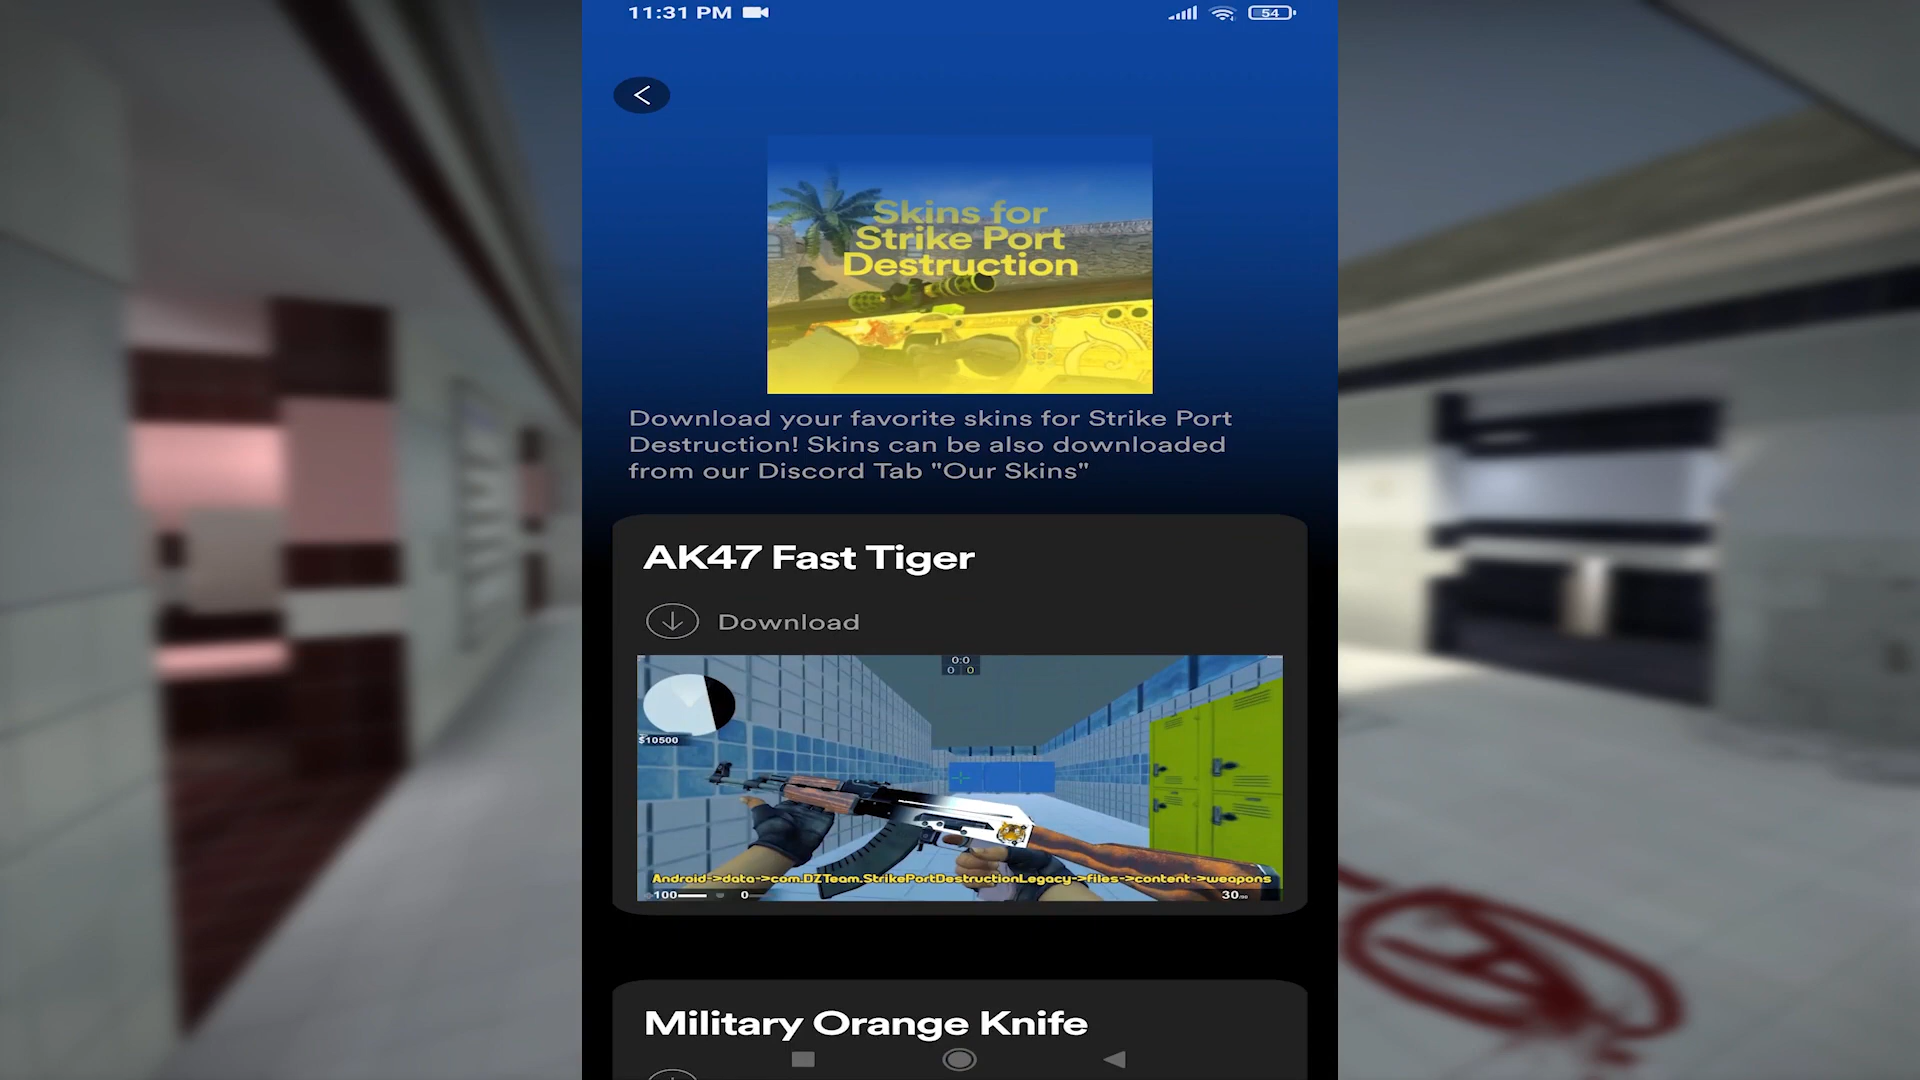 11:31 PM
54
Skins for
Strike Port
Destruction
Download your favorite skins for Strike Port
Destruction! Skins can be also downloaded
from our Discord Tab "Our Skins"
AK47 Fast Tiger
Download
0:0
0 0
$10500
Android->data->com.DZTeam.StrikePortDestructionLegacy->files->content->weapons
100 0 30
Military Orange Knife